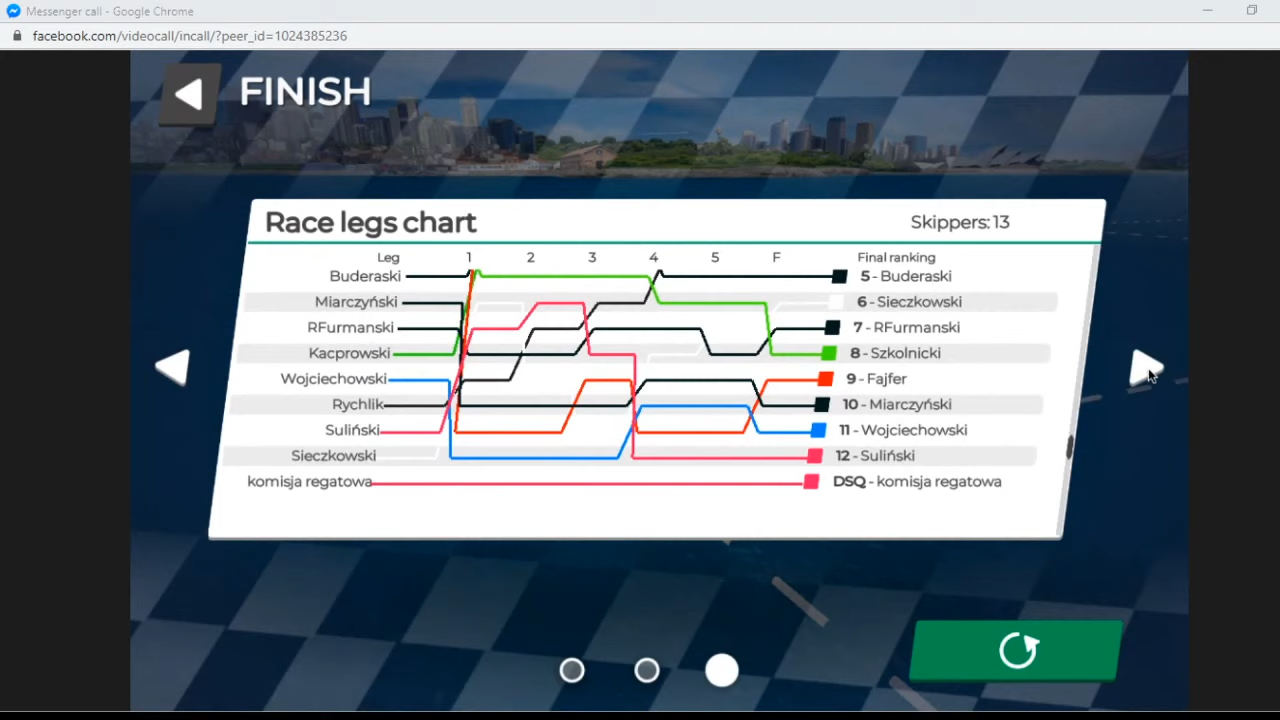 Messenger call - Google Chrome
facebook.com/videocall/incall/?peer_id=1024385236
FINISH
Race legs chart Skippers: 13
Leg 1 2 3 4 5 F Final ranking
Buderaski 5 - Buderaski
Miarczyński 6 - Sieczkowski
RFurmanski 7 - RFurmanski
Kacprowski 8 - Szkolnicki
Wojciechowski 9 - Fajfer
Rychlik 10 - Miarczyński
Suliński 11 - Wojciechowski
Sieczkowski 12 - Suliński
komisja regatowa DSQ - komisja regatowa